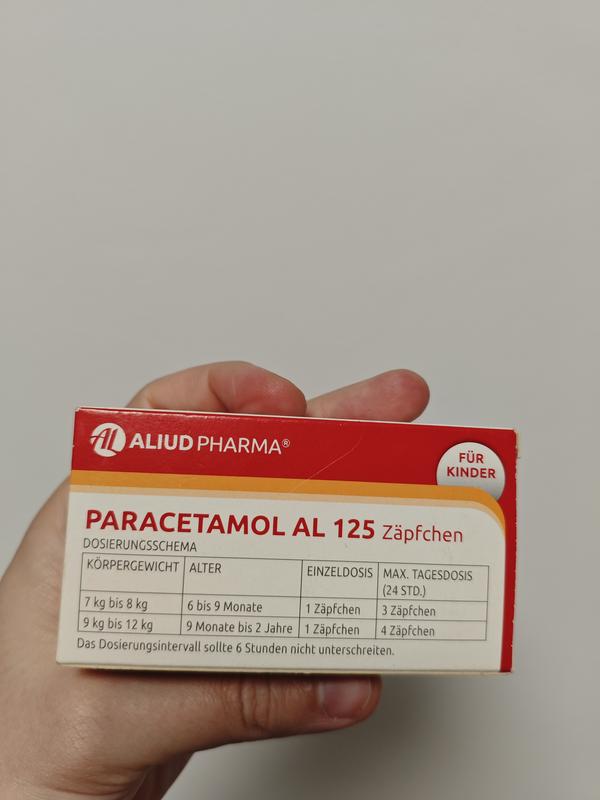 AL ALIUD PHARMA®
FÜR
KINDER
PARACETAMOL AL 125 Zäpfchen
DOSIERUNGSSCHEMA
KÖRPERGEWICHT ALTER EINZELDOSIS MAX. TAGESDOSIS
(24 STD.)
7 kg bis 8 kg 6 bis 9 Monate 1 Zäpfchen 3 Zäpfchen
9 kg bis 12 kg 9 Monate bis 2 Jahre 1 Zäpfchen 4 Zäpfchen
Das Dosierungsintervall sollte 6 Stunden nicht unterschreiten.